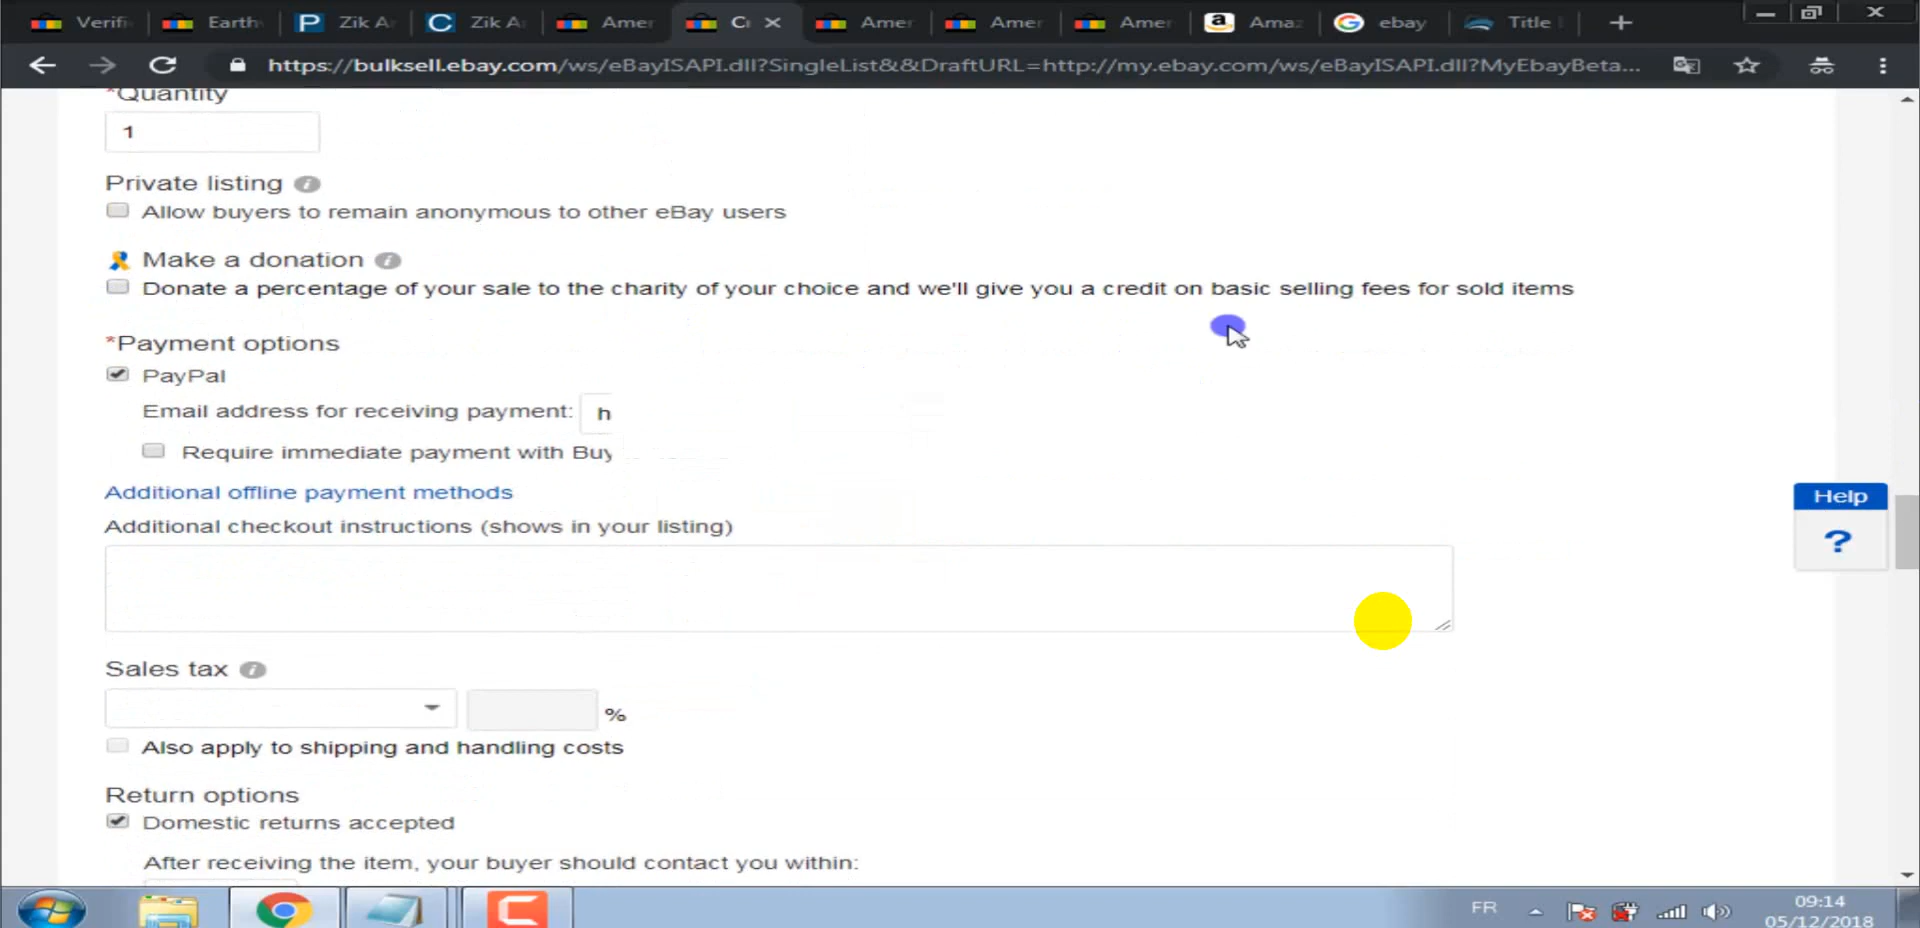 Verifi
Earth
Zik A
Zik A
Amer
Cr
Amer
Amer
Amer
Amaz
ebay
Title
https://bulksell.ebay.com/ws/eBayISAPI.dll?SingleList&&DraftURL=http://my.ebay.com/ws/eBayISAPI.dll?MyEbayBeta...
*Quantity
1
Private listing
Allow buyers to remain anonymous to other eBay users
Make a donation
Donate a percentage of your sale to the charity of your choice and we'll give you a credit on basic selling fees for sold items
*Payment options
PayPal
Email address for receiving payment: h
Require immediate payment with Buy
Additional offline payment methods
Additional checkout instructions (shows in your listing)
Help
?
Sales tax
%
Also apply to shipping and handling costs
Return options
Domestic returns accepted
After receiving the item, your buyer should contact you within:
FR
09:14
05/12/2018